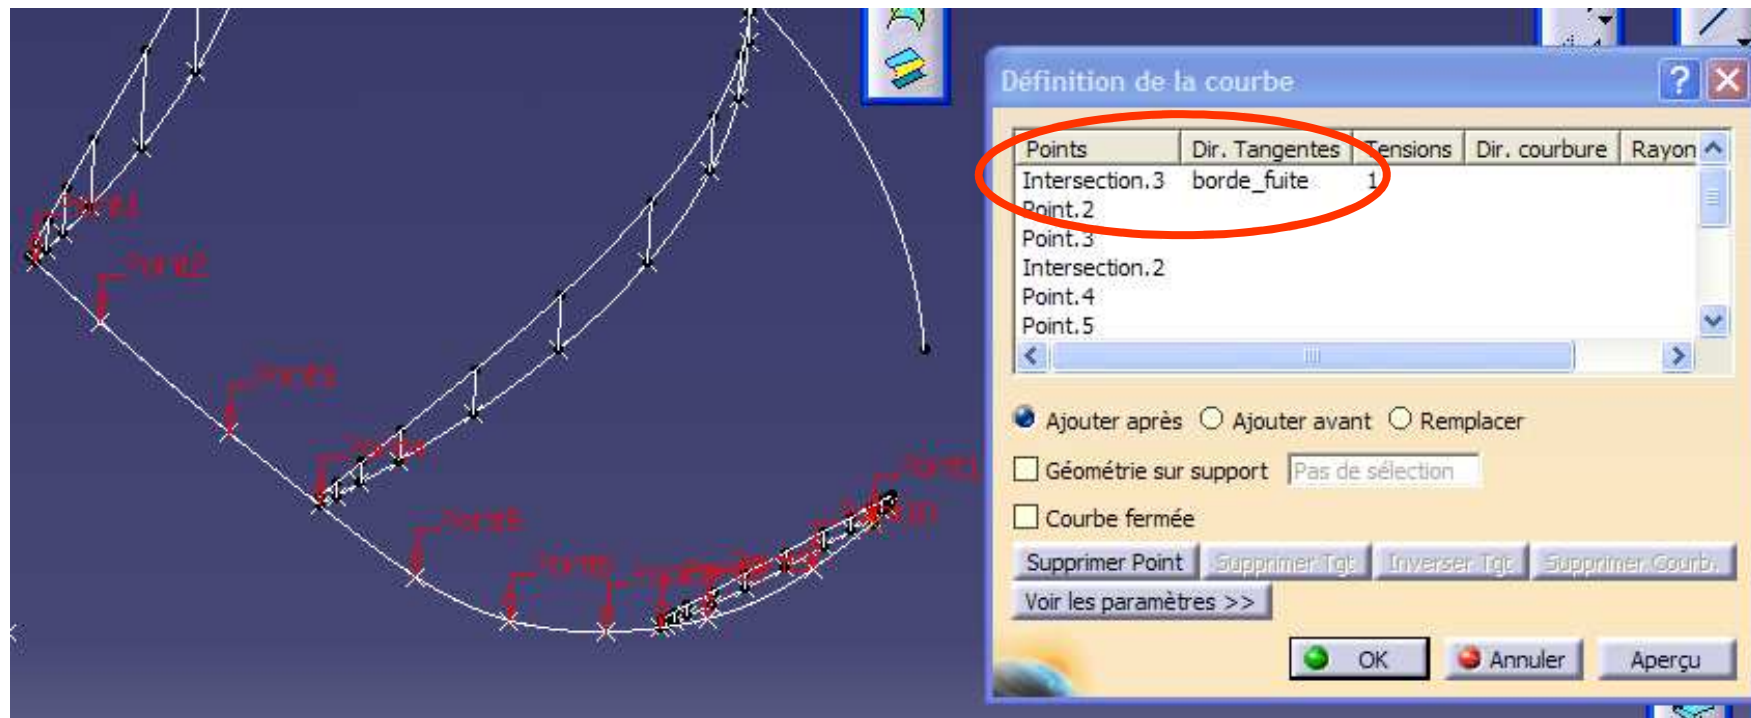 Définition de la courbe
Points Dir. Tangentes Tensions Dir. courbure Rayon
Intersection.3 borde_fuite 1
Point.2
Point.3
Intersection.2
Point.4
Point.5
Ajouter après Ajouter avant Remplacer
Géométrie sur support Pas de sélection
Courbe fermée
Supprimer Point Supprimer Tgt Inverser Tgt Supprimer Courb.
Voir les paramètres >>
OK Annuler Aperçu
Point2